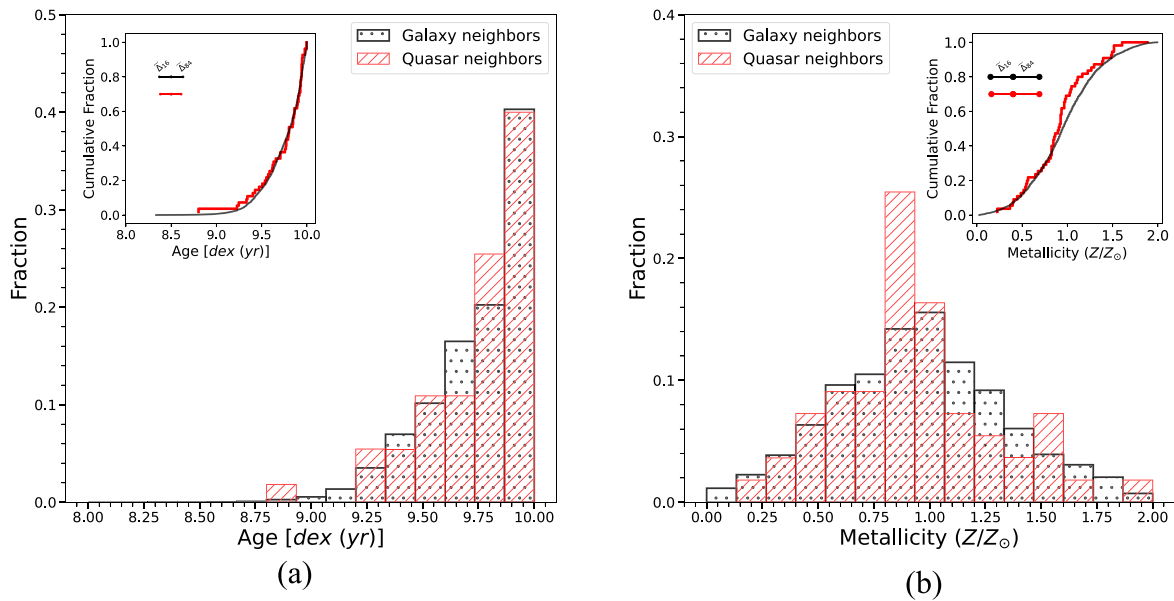 10.5
0.5
0.4
0.3
0.2
0.1
0.0
Fraction
8.00 8.25 8.50 8.75 9.00 9.25 9.50 9.75 10.00
Age [dex (yr)]
Galaxy neighbors
Quasar neighbors
1.0
0.8
0.6
0.4
0.2
0.0
Cumulative Fraction
Δ̃16 Δ̃84
8.0 8.5 9.0 9.5 10.0
Age [dex (yr)]
(a)
0.4
0.3
0.2
0.1
0.0
Fraction
0.00 0.25 0.50 0.75 1.00 1.25 1.50 1.75 2.00
Metallicity (Z/Z⊙)
Galaxy neighbors
Quasar neighbors
1.0
0.8
0.6
0.4
0.2
0.0
Cumulative Fraction
Δ̃16 Δ̃84
0.0 0.5 1.0 1.5 2.0
Metallicity (Z/Z⊙)
(b)